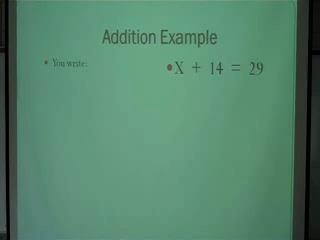 Addition Example
• You write:
• X + 14 = 29